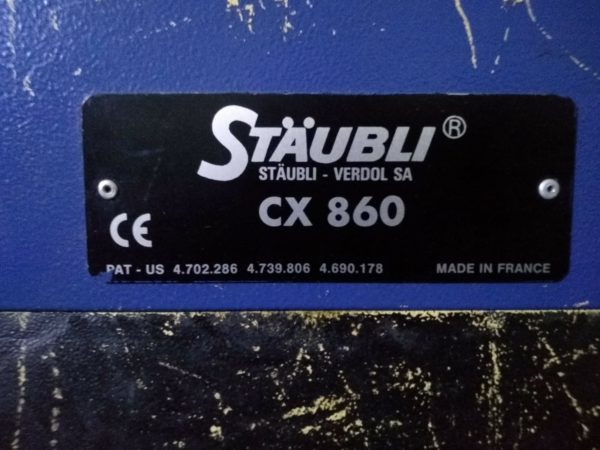 STÄUBLI®
STÄUBLI - VERDOL SA
CX 860
CE
PAT - US 4.702.286 4.739.806 4.690.178 MADE IN FRANCE